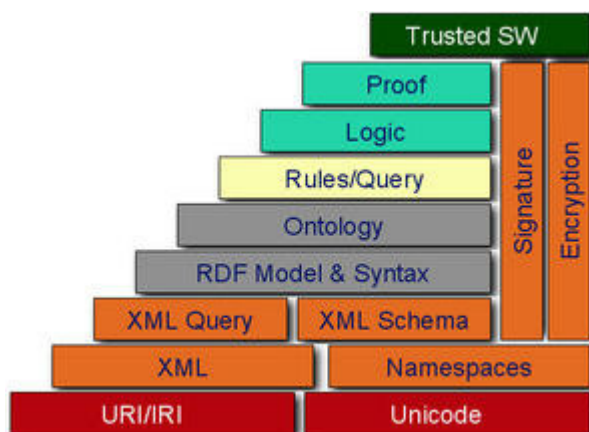 Trusted SW
Proof
Logic
Rules/Query
Ontology
RDF Model & Syntax
Signature
Encryption
XML Query
XML Schema
XML
Namespaces
URI/IRI
Unicode